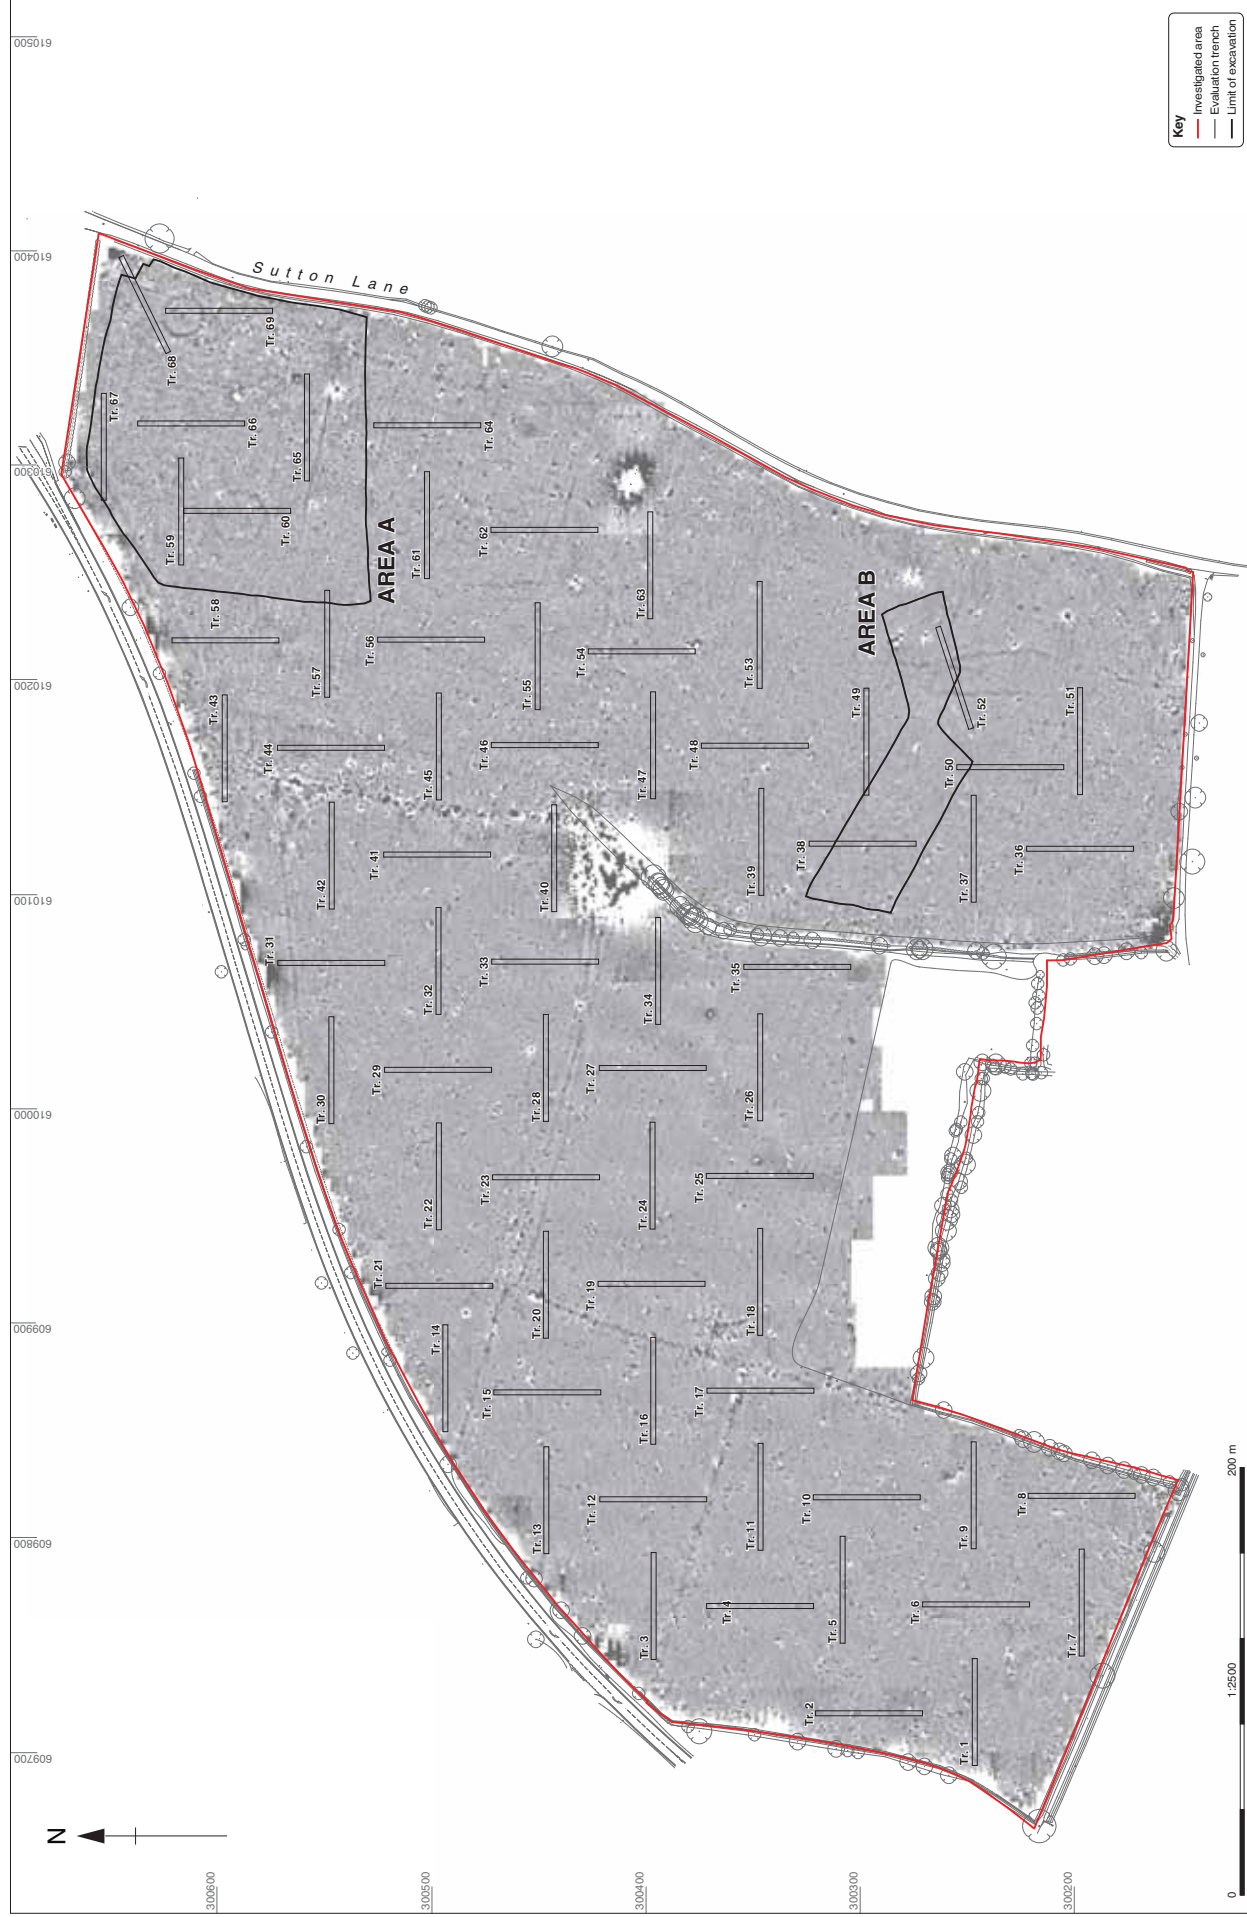 610500
610400
610300
610200
610100
610000
609900
609800
609700
300600
300500
300400
300300
300200
N
Sutton Lane
AREA A
AREA B
Tr. 1
Tr. 2
Tr. 3
Tr. 4
Tr. 5
Tr. 6
Tr. 7
Tr. 8
Tr. 9
Tr. 10
Tr. 11
Tr. 12
Tr. 13
Tr. 14
Tr. 15
Tr. 16
Tr. 17
Tr. 18
Tr. 19
Tr. 20
Tr. 21
Tr. 22
Tr. 23
Tr. 24
Tr. 25
Tr. 26
Tr. 27
Tr. 28
Tr. 29
Tr. 30
Tr. 31
Tr. 32
Tr. 33
Tr. 34
Tr. 35
Tr. 36
Tr. 37
Tr. 38
Tr. 39
Tr. 40
Tr. 41
Tr. 42
Tr. 43
Tr. 44
Tr. 45
Tr. 46
Tr. 47
Tr. 48
Tr. 49
Tr. 50
Tr. 51
Tr. 52
Tr. 53
Tr. 54
Tr. 55
Tr. 56
Tr. 57
Tr. 58
Tr. 59
Tr. 60
Tr. 61
Tr. 62
Tr. 63
Tr. 64
Tr. 65
Tr. 66
Tr. 67
Tr. 68
Tr. 69
Key
Investigated area
Evaluation trench
Limit of excavation
0
1:2500
200 m